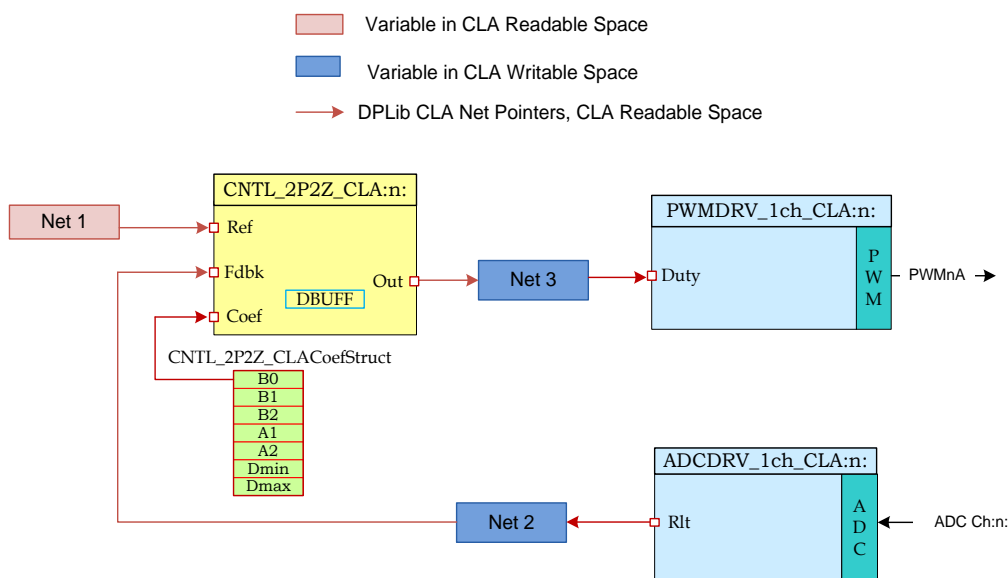 Variable in CLA Readable Space
Variable in CLA Writable Space
DPLib CLA Net Pointers, CLA Readable Space
CNTL_2P2Z_CLA:n:
Net 1
Ref
Fdbk
Out
DBUFF
Coef
Net 3
PWMDRV_1ch_CLA:n:
Duty
P
W
M
PWMnA
CNTL_2P2Z_CLACoefStruct
B0
B1
B2
A1
A2
Dmin
Dmax
Net 2
ADCDRV_1ch_CLA:n:
Rlt
A
D
C
ADC Ch:n: